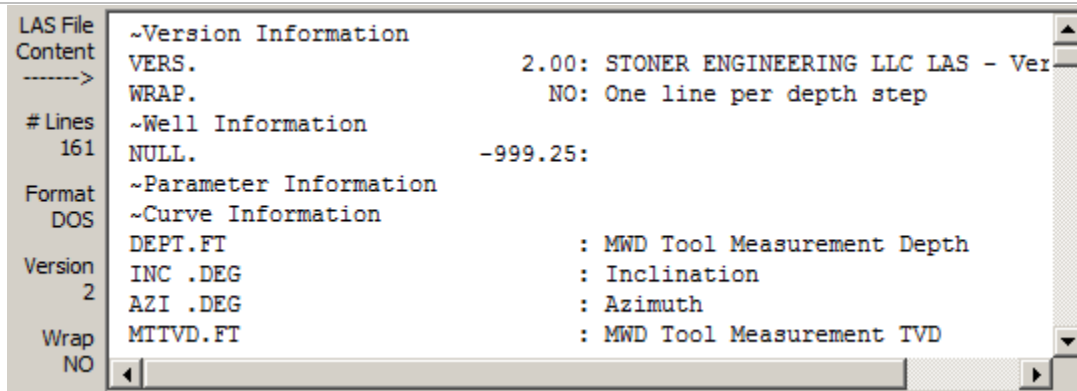 LAS File
Content
------->
# Lines
161
Format
DOS
Version
2
Wrap
NO
~Version Information
VERS. 2.00: STONER ENGINEERING LLC LAS - Ver
WRAP. NO: One line per depth step
~Well Information
NULL. -999.25:
~Parameter Information
~Curve Information
DEPT.FT : MWD Tool Measurement Depth
INC .DEG : Inclination
AZI .DEG : Azimuth
MTTVD.FT : MWD Tool Measurement TVD